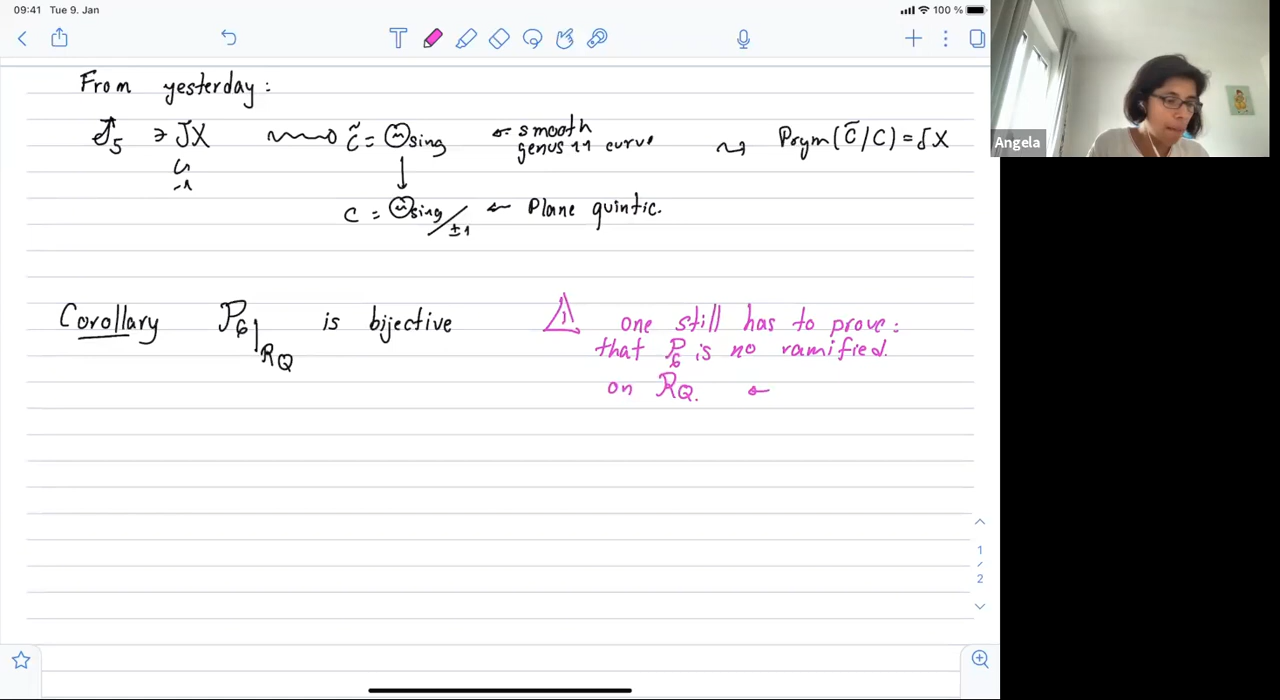 09:41 Tue 9. Jan
100 %
From yesterday:
𝒥₅ ∋ JX ⟿ C̃ = Θsing ← smooth genus 11 curve ⇝ Prym(C̃/C) = JX
-1
C = Θsing/±1 ← Plane quintic.
Corollary 𝒫₆|RQ is bijective
⚠ one still has to prove:
that 𝒫₆ is no ramified.
on RQ. ←
Angela
1
/
2